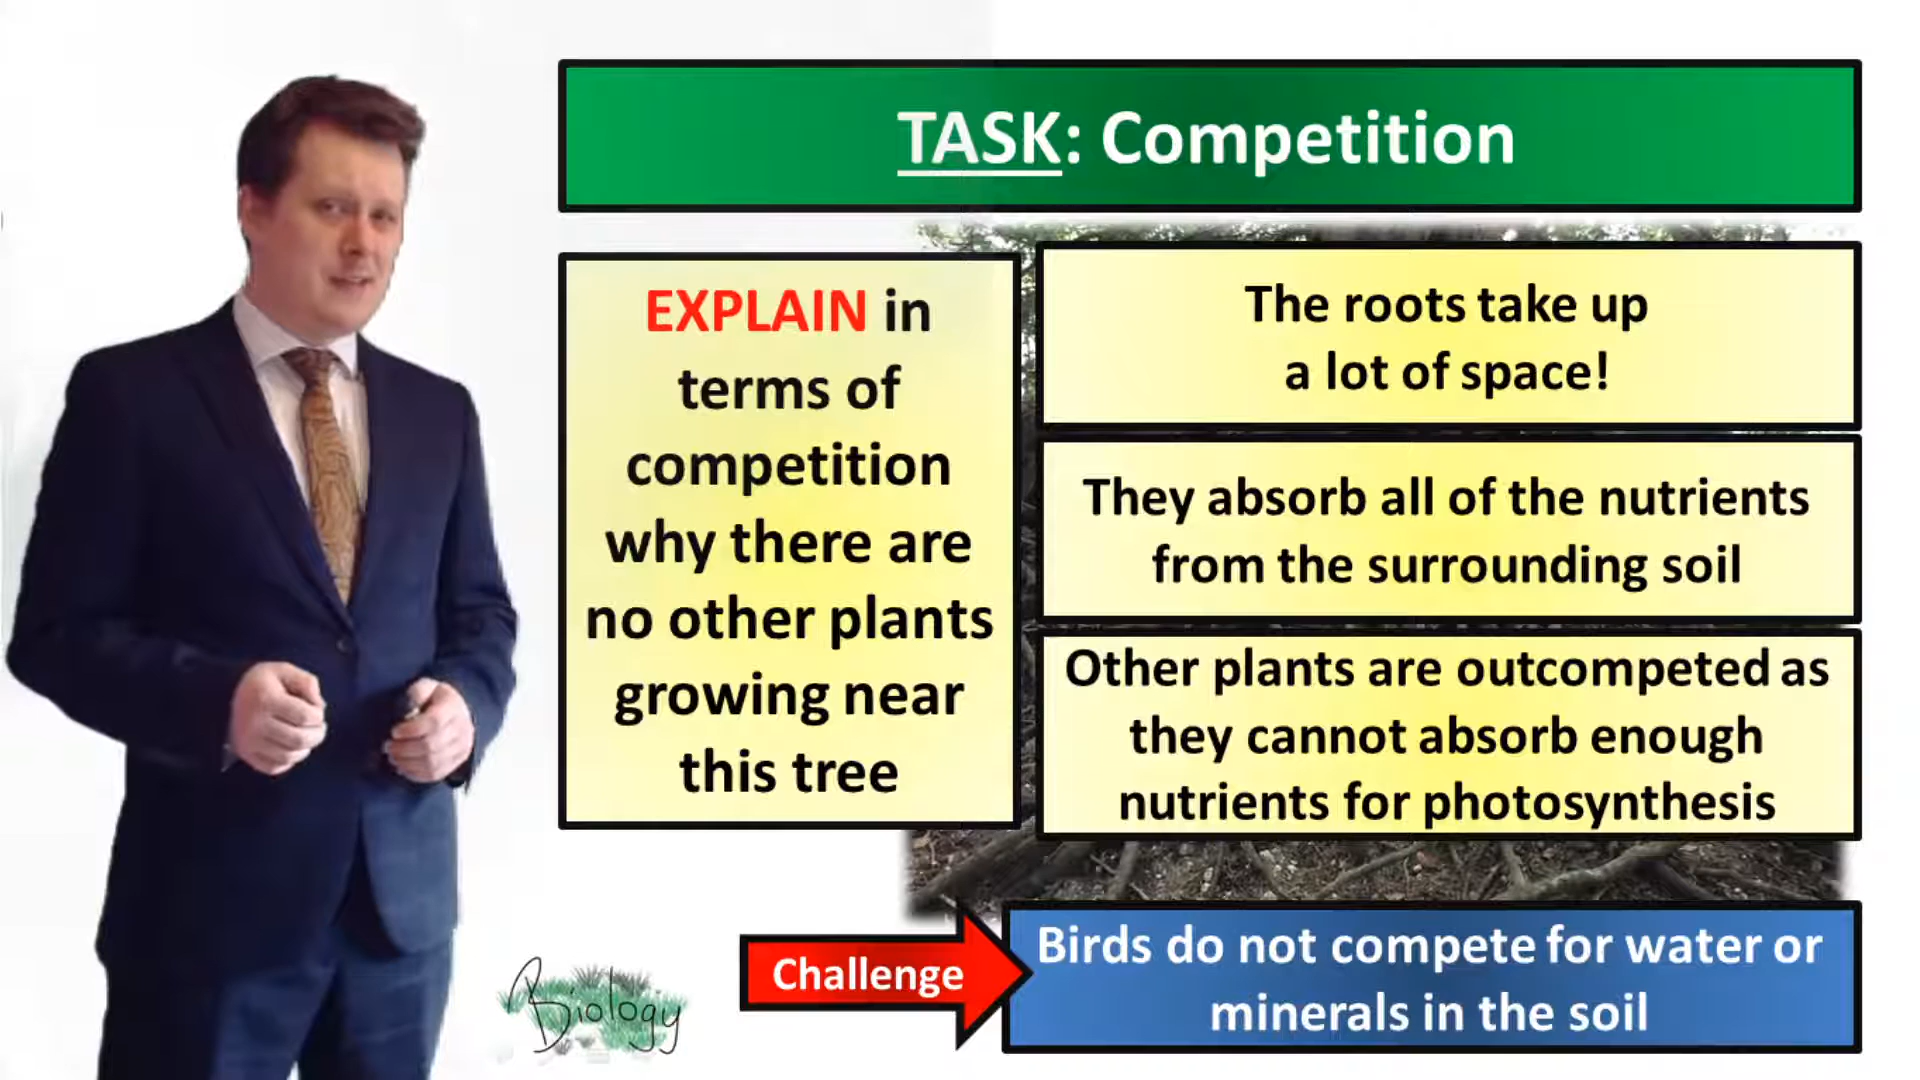 TASK: Competition
EXPLAIN in
terms of
competition
why there are
no other plants
growing near
this tree
The roots take up
a lot of space!
They absorb all of the nutrients
from the surrounding soil
Other plants are outcompeted as
they cannot absorb enough
nutrients for photosynthesis
Challenge
Birds do not compete for water or
minerals in the soil
Biology